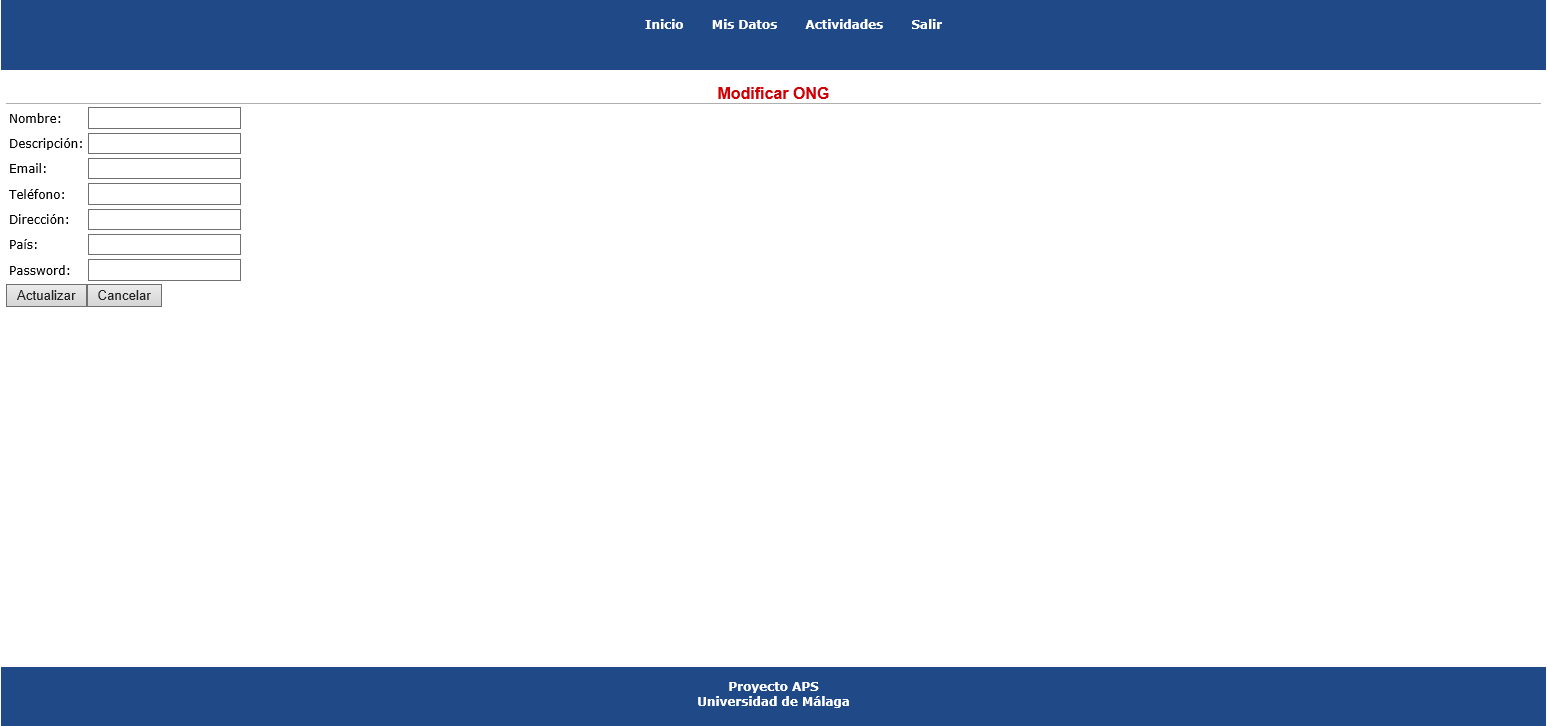 Inicio Mis Datos Actividades Salir
Modificar ONG
Nombre:
Descripción:
Email:
Teléfono:
Dirección:
País:
Password:
Actualizar Cancelar
Proyecto APS
Universidad de Málaga